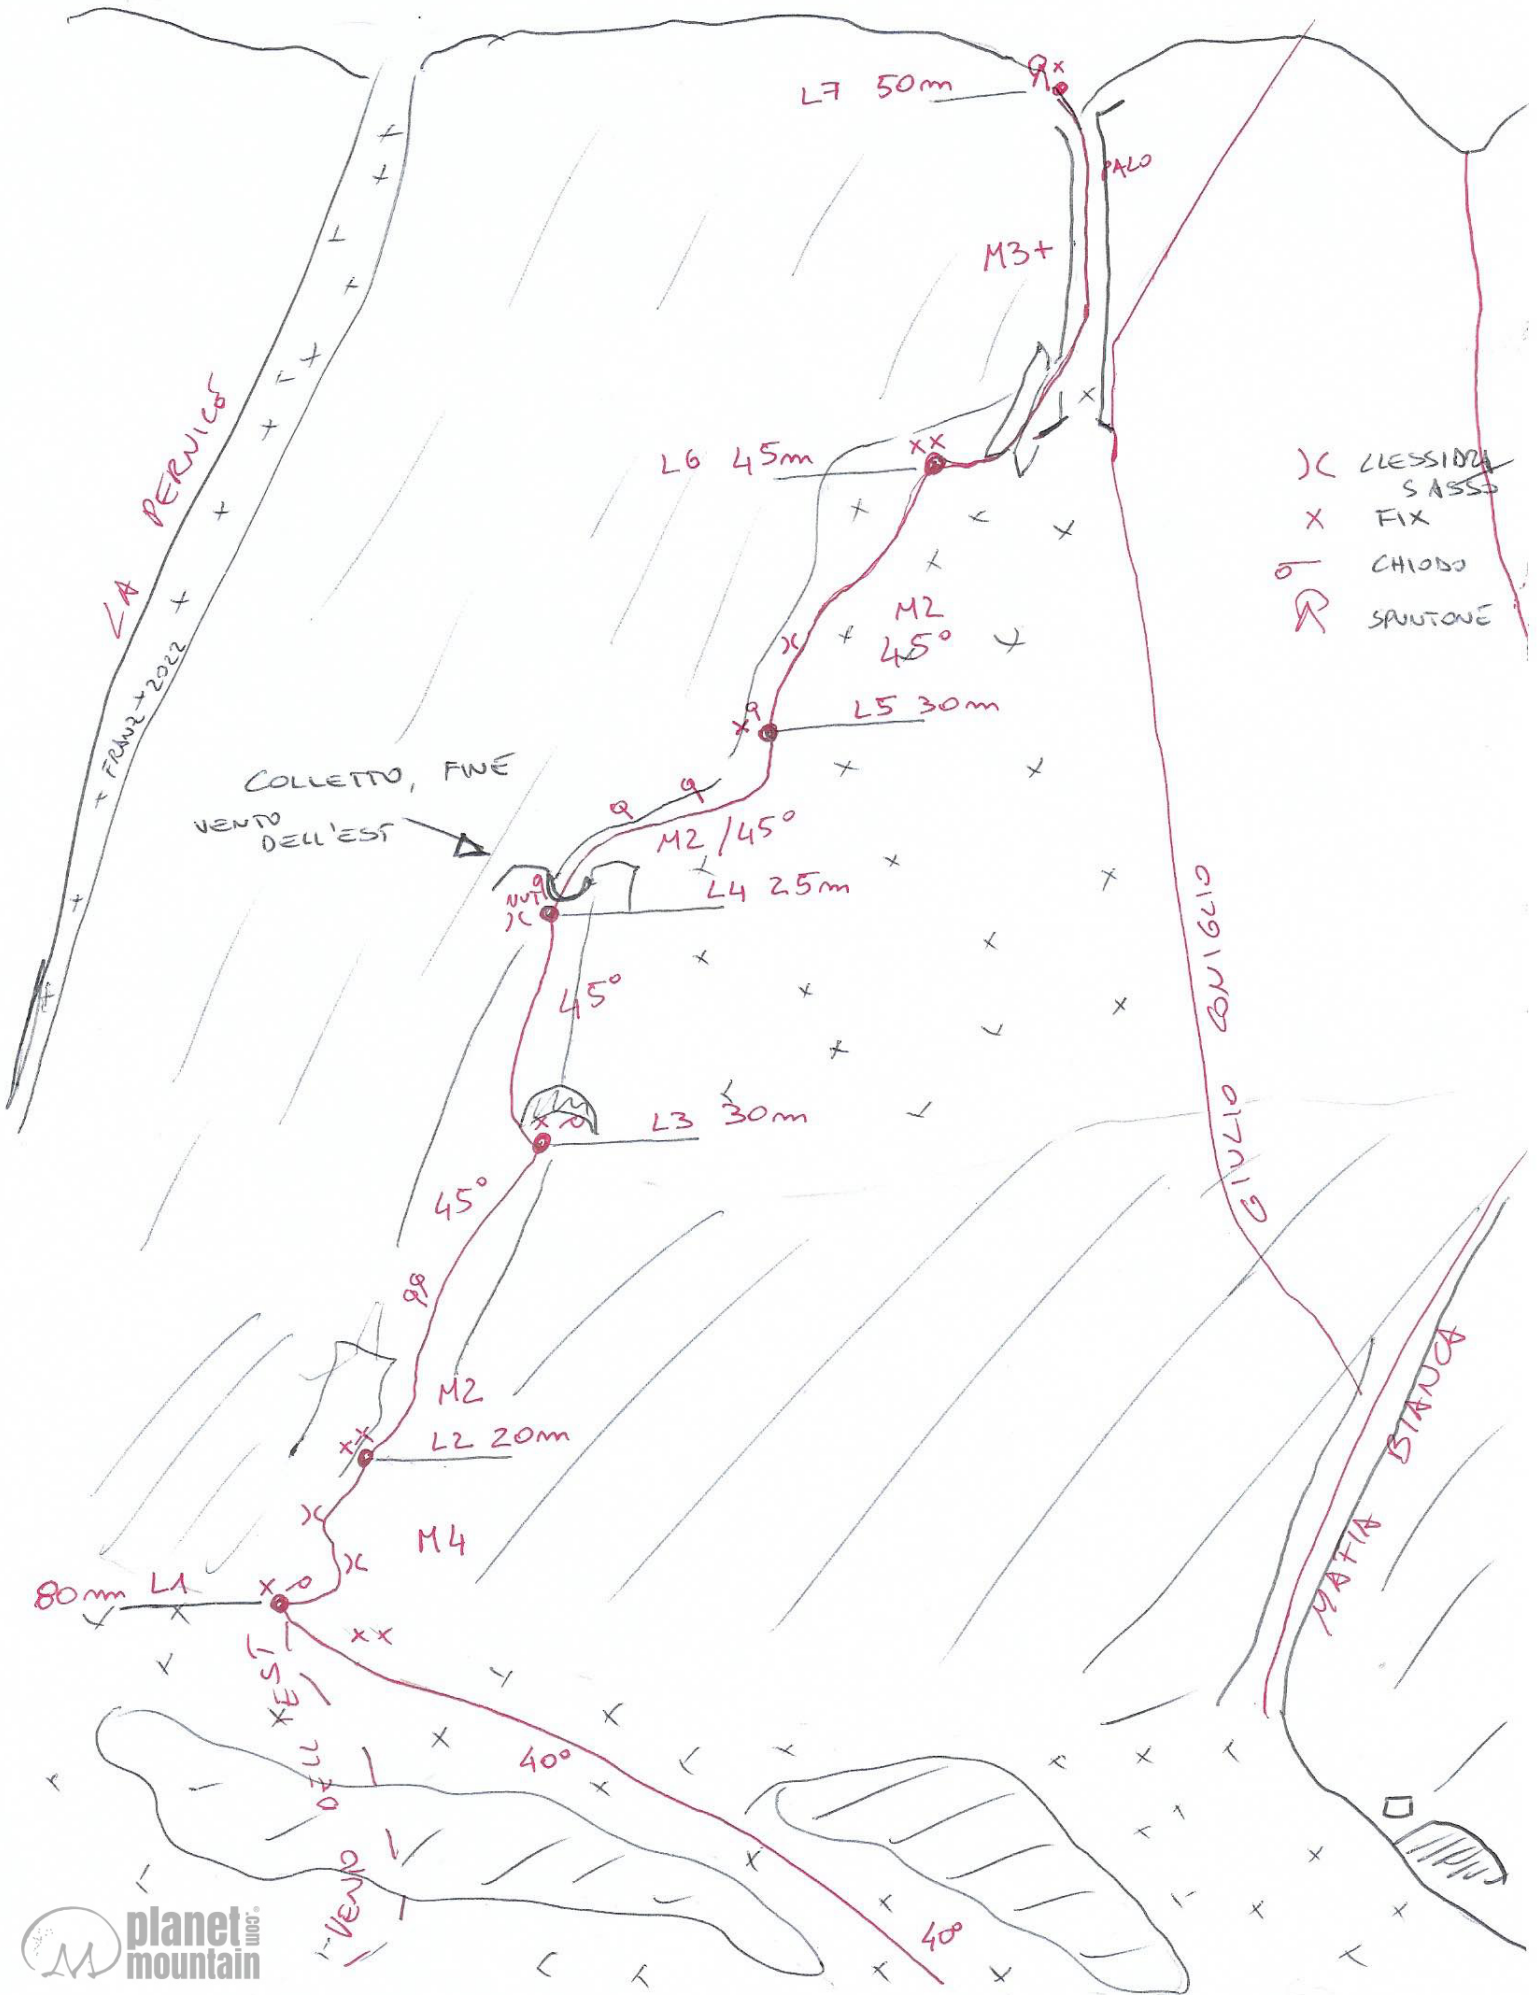 L7 50m
PALO
M3+
LA PERNICE
L6 45m
CLESSIDRA
SASSO
X FIX
CHIODO
SPUNTONE
M2
45°
FRANZ 2022
L5 30m
COLLETTO, FINE
VENTO
DELL'EST
M2/45°
NUT
L4 25m
GIULIO CONIGLIO
45°
L3 30m
45°
M2
L2 20m
MAFIA BIANCA
M4
80m L1
VENTO DELL EST
40°
40°
planet
mountain
.com